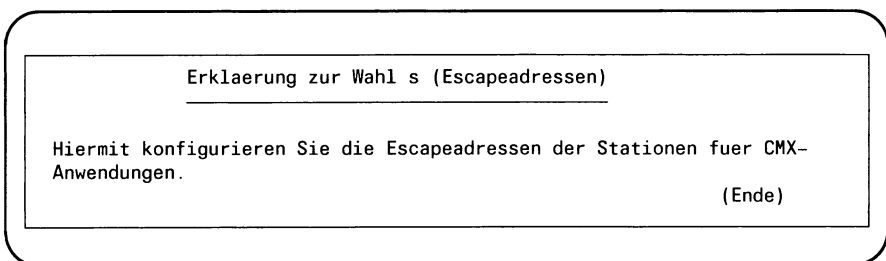 Erklaerung zur Wahl s (Escapeadressen)
Hiermit konfigurieren Sie die Escapeadressen der Stationen fuer CMX-
Anwendungen.
(Ende)